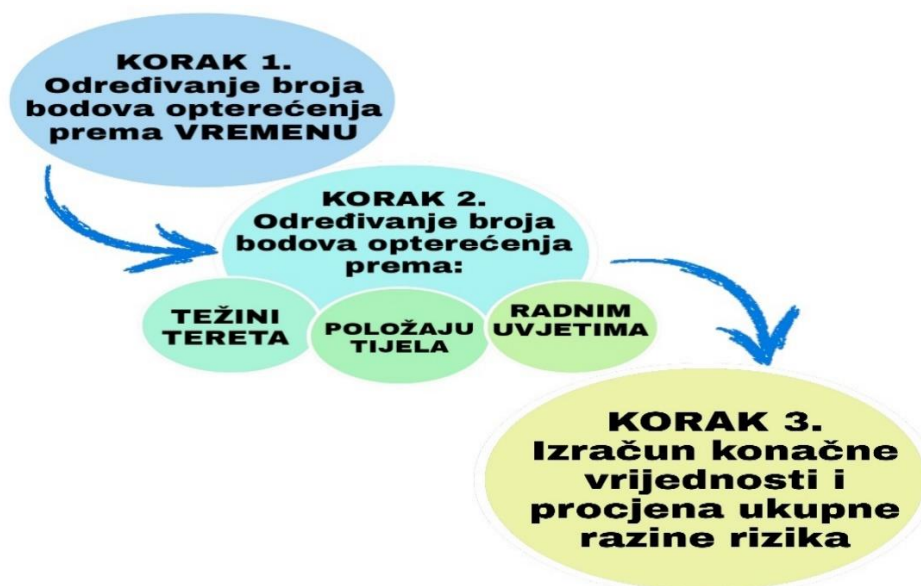 KORAK 1.
Određivanje broja
bodova opterećenja
prema VREMENU
KORAK 2.
Određivanje broja
bodova opterećenja
prema:
TEŽINI
TERETA
POLOŽAJU
TIJELA
RADNIM
UVJETIMA
KORAK 3.
Izračun konačne
vrijednosti i
procjena ukupne
razine rizika